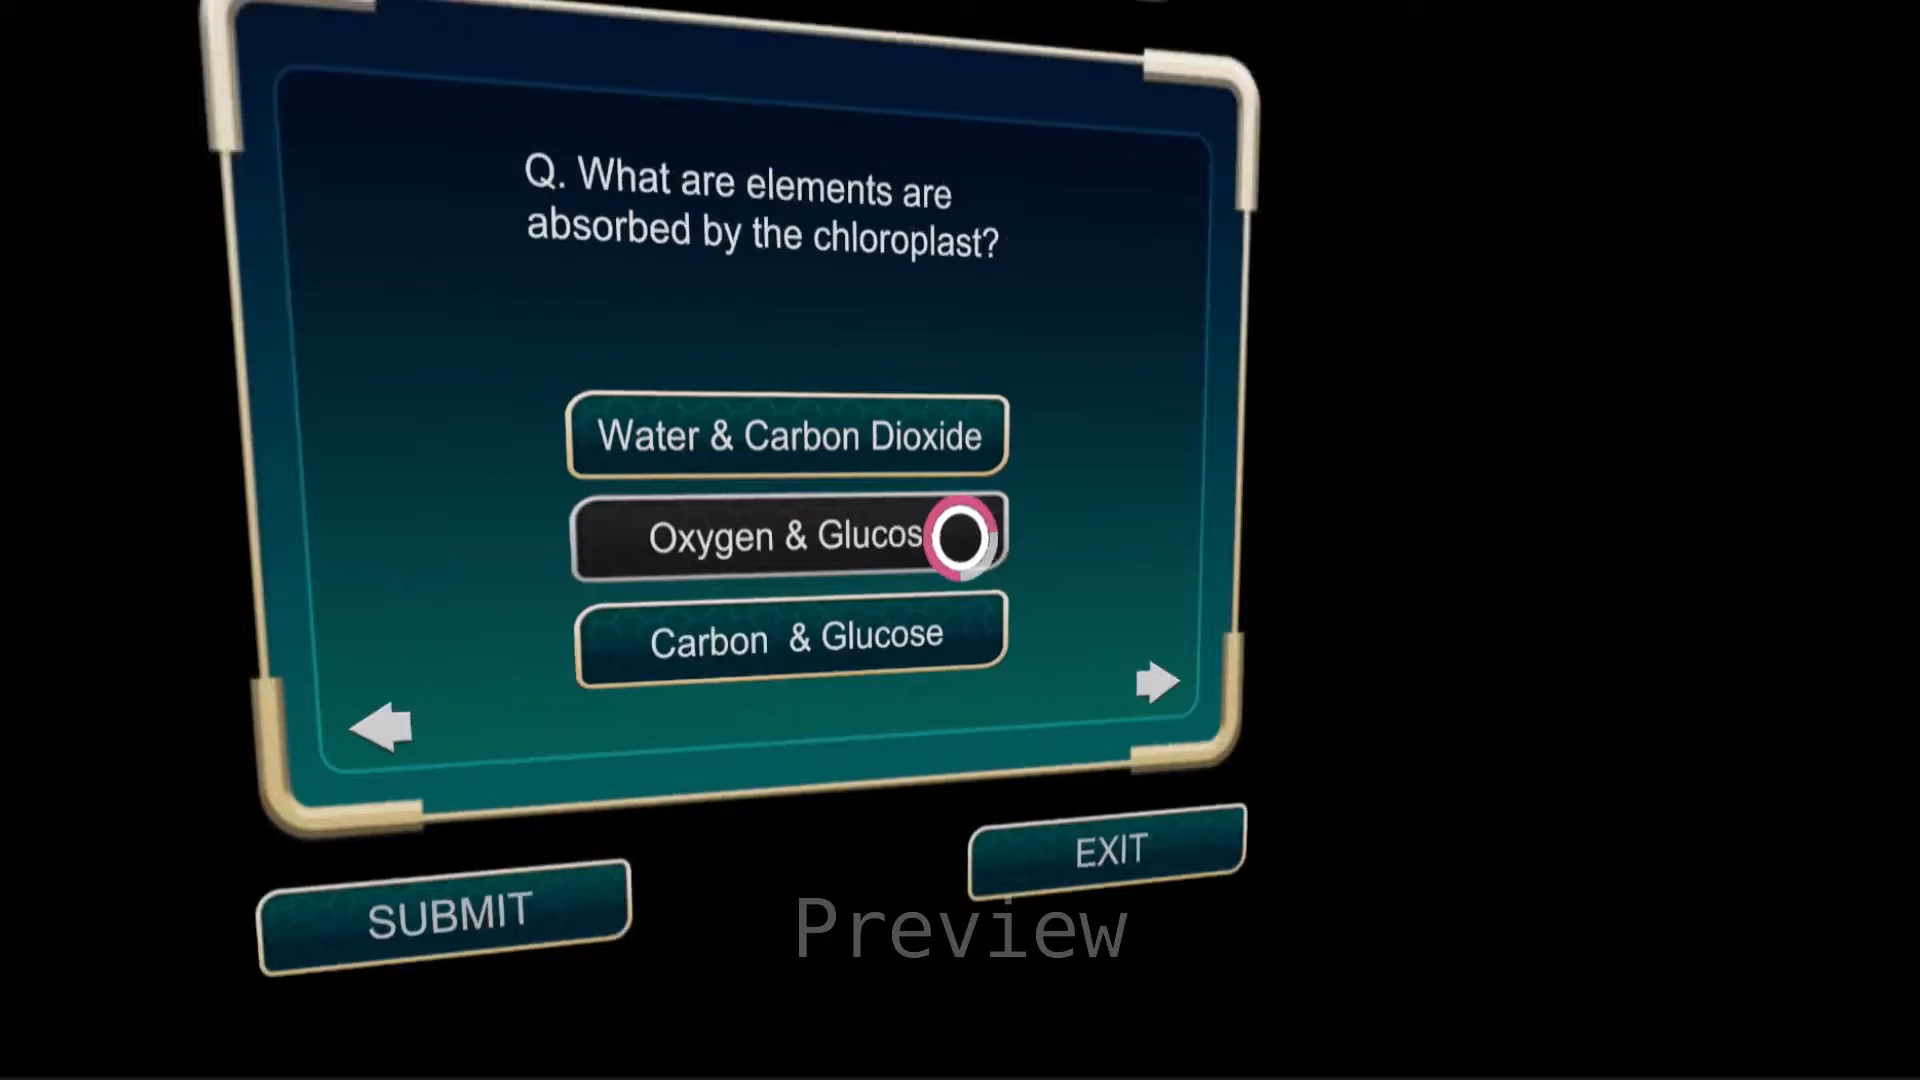 Q. What are elements are
absorbed by the chloroplast?
Water & Carbon Dioxide
Oxygen & Glucos
Carbon & Glucose
SUBMIT
EXIT
Preview